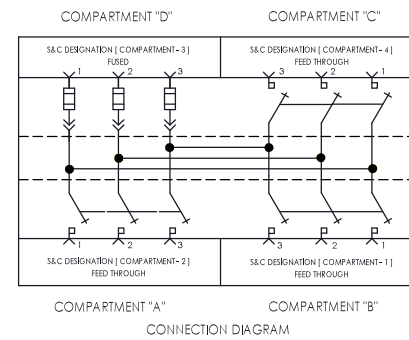 COMPARTMENT "D" COMPARTMENT "C"
S&C DESIGNATION [ COMPARTMENT- 3 ] S&C DESIGNATION [ COMPARTMENT- 4 ]
FUSED FEED THROUGH
1 2 3 3 2 1
1 2 3 3 2 1
S&C DESIGNATION [ COMPARTMENT- 2 ] S&C DESIGNATION [ COMPARTMENT- 1 ]
FEED THROUGH FEED THROUGH
COMPARTMENT "A" COMPARTMENT "B"
CONNECTION DIAGRAM